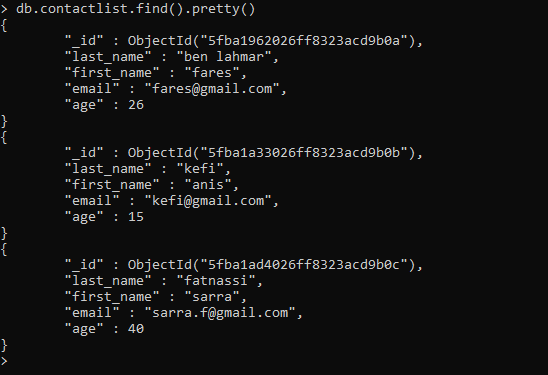 > db.contactlist.find().pretty()
{
        "_id" : ObjectId("5fba1962026ff8323acd9b0a"),
        "last_name" : "ben lahmar",
        "first_name" : "fares",
        "email" : "fares@gmail.com",
        "age" : 26
}
{
        "_id" : ObjectId("5fba1a33026ff8323acd9b0b"),
        "last_name" : "kefi",
        "first_name" : "anis",
        "email" : "kefi@gmail.com",
        "age" : 15
}
{
        "_id" : ObjectId("5fba1ad4026ff8323acd9b0c"),
        "last_name" : "fatnassi",
        "first_name" : "sarra",
        "email" : "sarra.f@gmail.com",
        "age" : 40
}
>